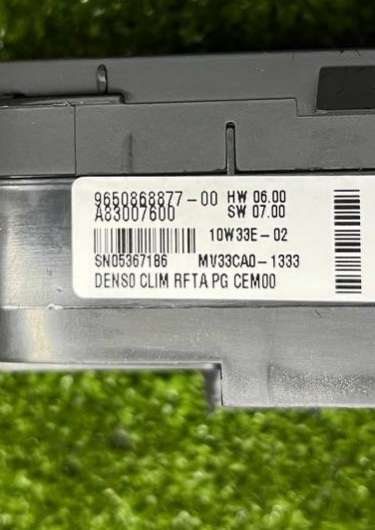 9650868877-00 HW 06.00
A83007600 SW 07.00
10W33E-02
SN05367186 MV33CA0-1333
DENSO CLIM RFTA PG CEM00